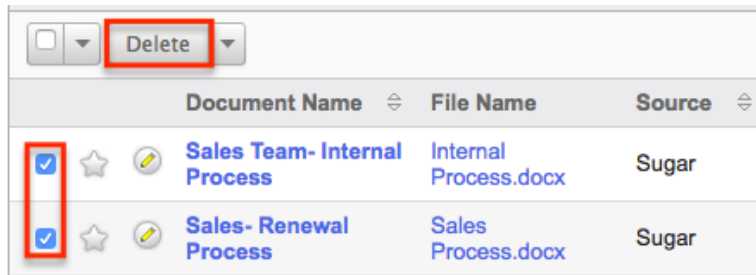 Delete
Document Name File Name Source
Sales Team- Internal Internal
Process Process.docx Sugar
Sales- Renewal Sales
Process Process.docx Sugar